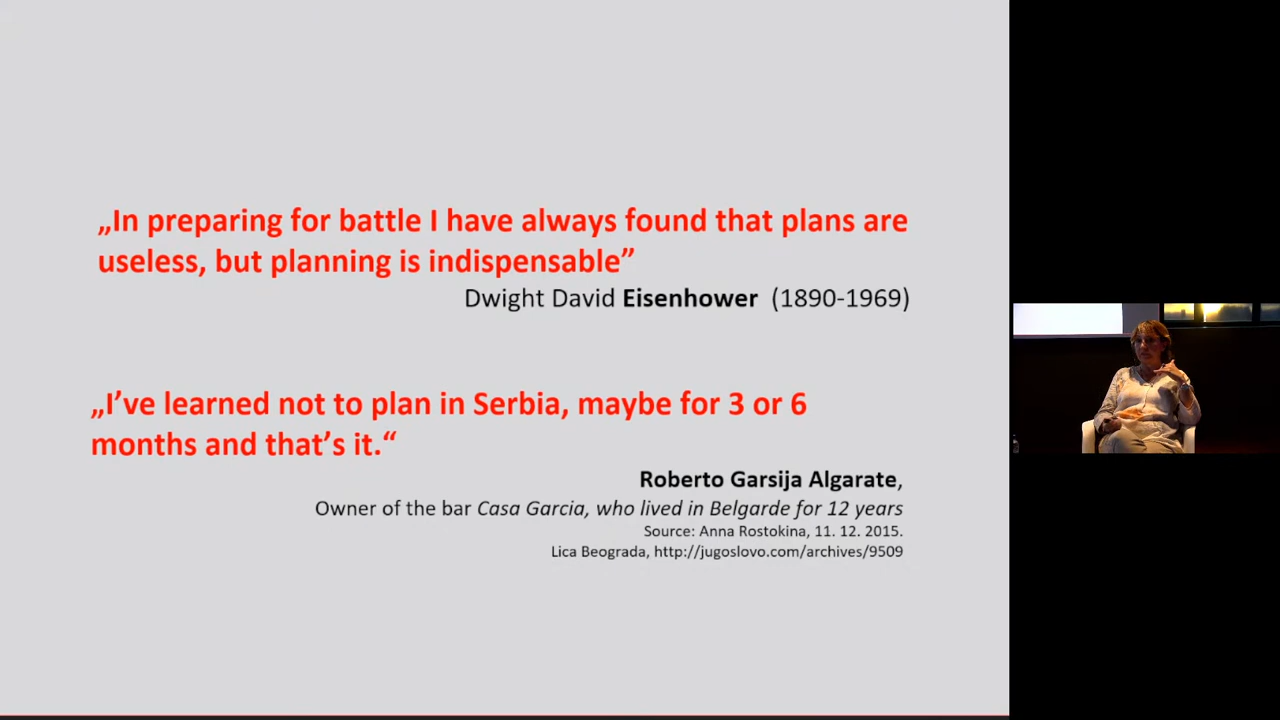 „In preparing for battle I have always found that plans are
useless, but planning is indispensable”
Dwight David Eisenhower (1890-1969)
„I’ve learned not to plan in Serbia, maybe for 3 or 6
months and that’s it.“
Roberto Garsija Algarate,
Owner of the bar Casa Garcia, who lived in Belgarde for 12 years
Source: Anna Rostokina, 11. 12. 2015.
Lica Beograda, http://jugoslovo.com/archives/9509